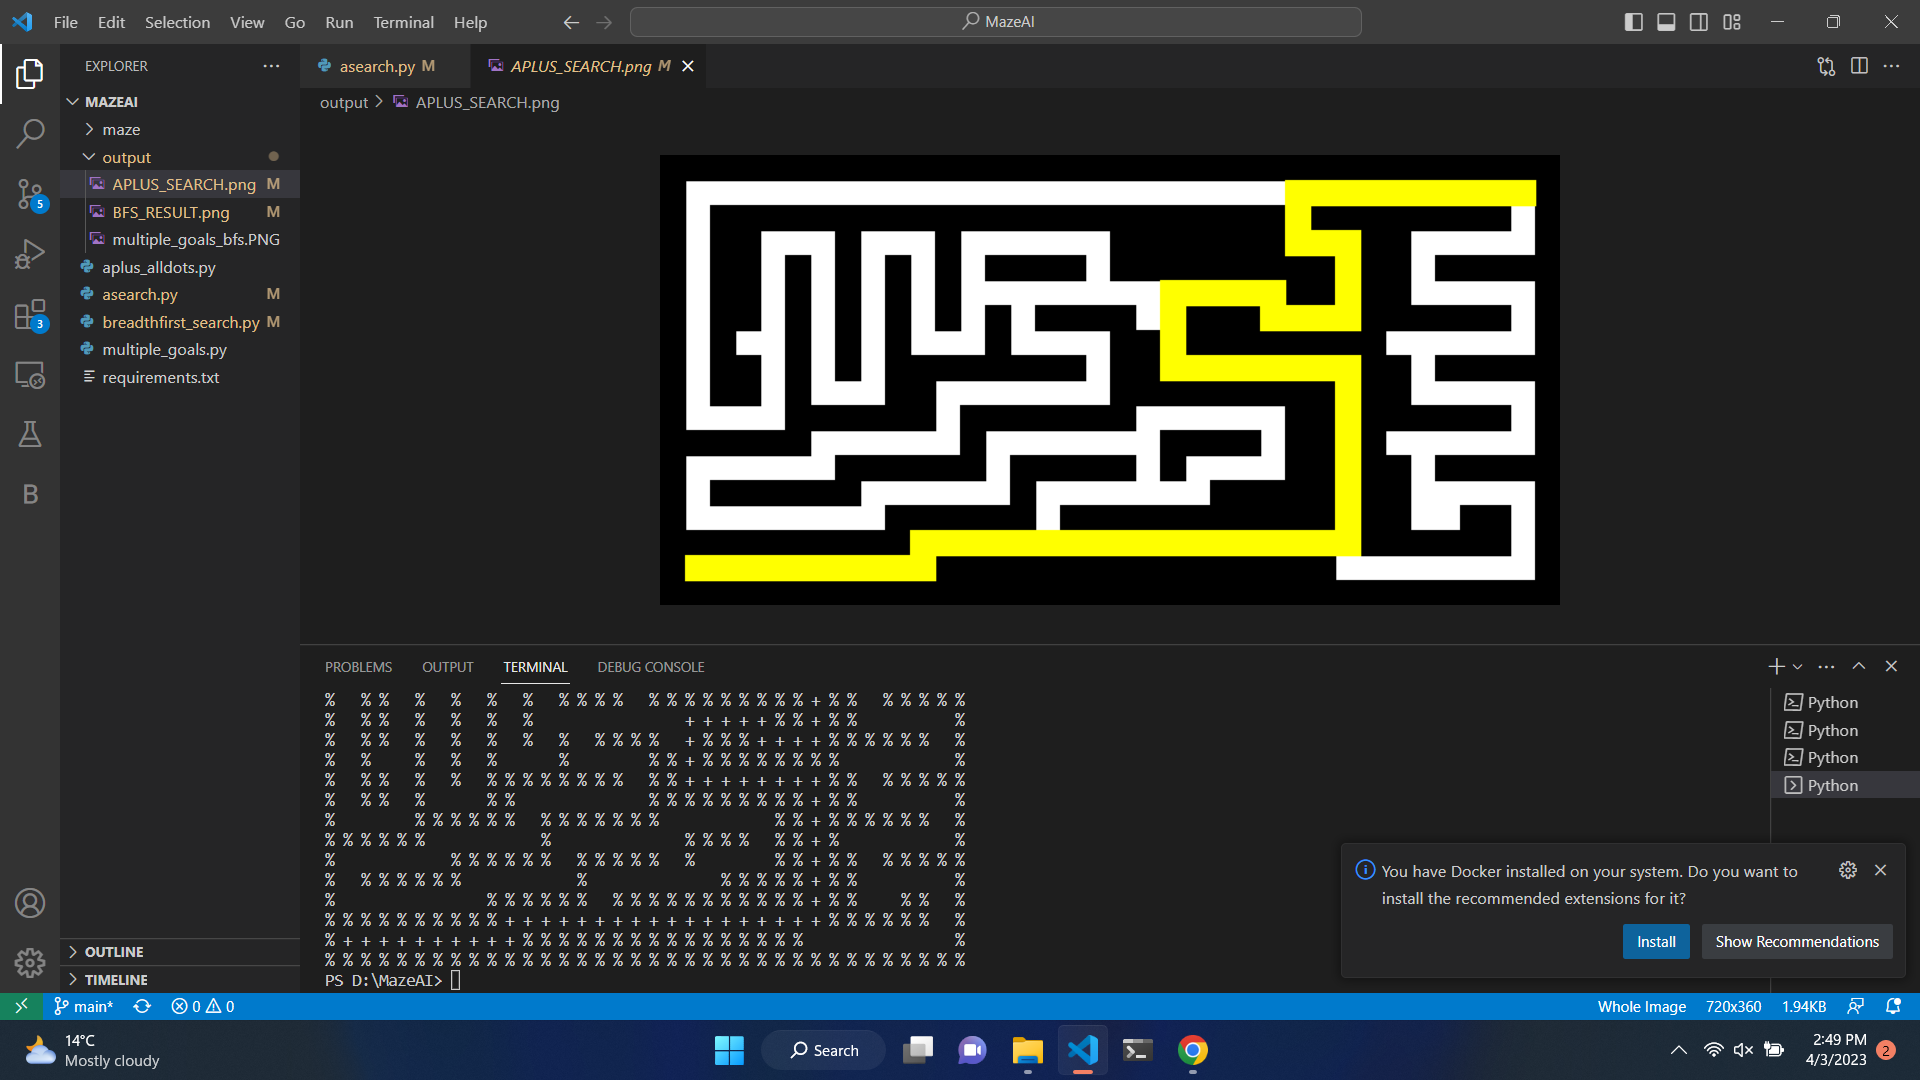 File Edit Selection View Go Run Terminal Help
MazeAI
EXPLORER
MAZEAI
maze
output
APLUS_SEARCH.png M
BFS_RESULT.png M
multiple_goals_bfs.PNG
aplus_alldots.py
asearch.py M
breadthfirst_search.py M
multiple_goals.py
requirements.txt
OUTLINE
TIMELINE
5
3
B
asearch.py M
APLUS_SEARCH.png M
output > APLUS_SEARCH.png
PROBLEMS OUTPUT TERMINAL DEBUG CONSOLE
PS D:\MazeAI>
Python
Python
Python
Python
You have Docker installed on your system. Do you want to
install the recommended extensions for it?
Install
Show Recommendations
main* 0 0
Whole Image 720x360 1.94KB
14°C
Mostly cloudy
Search
2:49 PM
4/3/2023
2